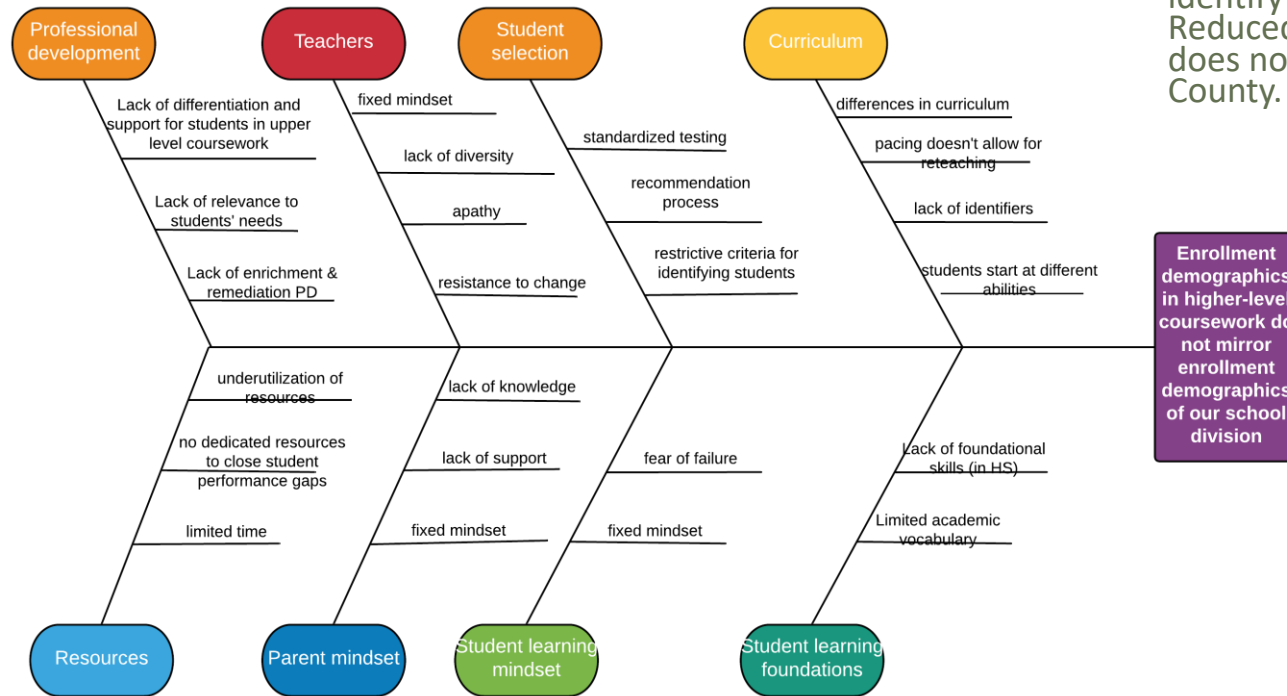 Professional
development
Teachers
Student
selection
Curriculum
Lack of differentiation and
support for students in upper
level coursework
Lack of relevance to
students' needs
Lack of enrichment &
remediation PD
fixed mindset
lack of diversity
apathy
resistance to change
standardized testing
recommendation
process
restrictive criteria for
identifying students
differences in curriculum
pacing doesn't allow for
reteaching
lack of identifiers
students start at different
abilities
identify
Reduced
does no
County.
Enrollment
demographics
in higher-level
coursework do
not mirror
enrollment
demographics
of our school
division
underutilization of
resources
no dedicated resources
to close student
performance gaps
limited time
lack of knowledge
lack of support
fixed mindset
fear of failure
fixed mindset
Lack of foundational
skills (in HS)
Limited academic
vocabulary
Resources
Parent mindset
Student learning
mindset
Student learning
foundations